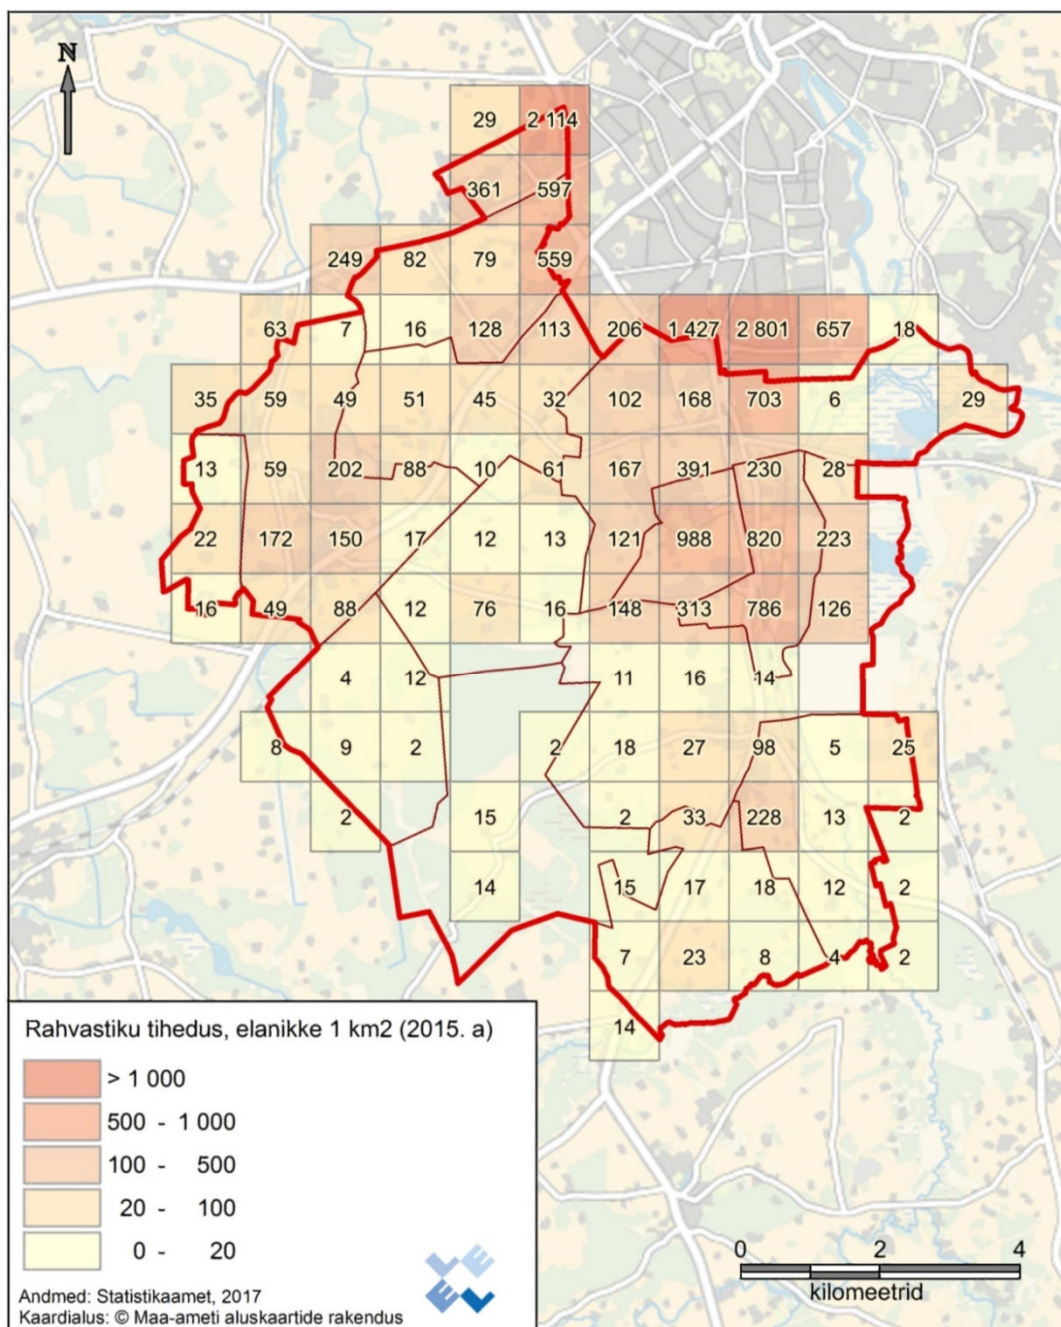 N
29 2 114
361 597
249 82 79 559
63 7 16 128 113 206 1 427 2 801 657 18
35 59 49 51 45 32 102 168 703 6 29
13 59 202 88 10 61 167 391 230 28
22 172 150 17 12 13 121 988 820 223
16 49 88 12 76 16 148 313 786 126
4 12 11 16 14
8 9 2 2 18 27 98 5 25
2 15 2 33 228 13 2
14 15 17 18 12 2
7 23 8 4 2
14
Rahvastiku tihedus, elanikke 1 km2 (2015. a)
> 1 000
500 - 1 000
100 - 500
20 - 100
0 - 20
Andmed: Statistikaamet, 2017
Kaardialus: © Maa-ameti aluskaartide rakendus
L E
E L
0 2 4
kilomeetrid